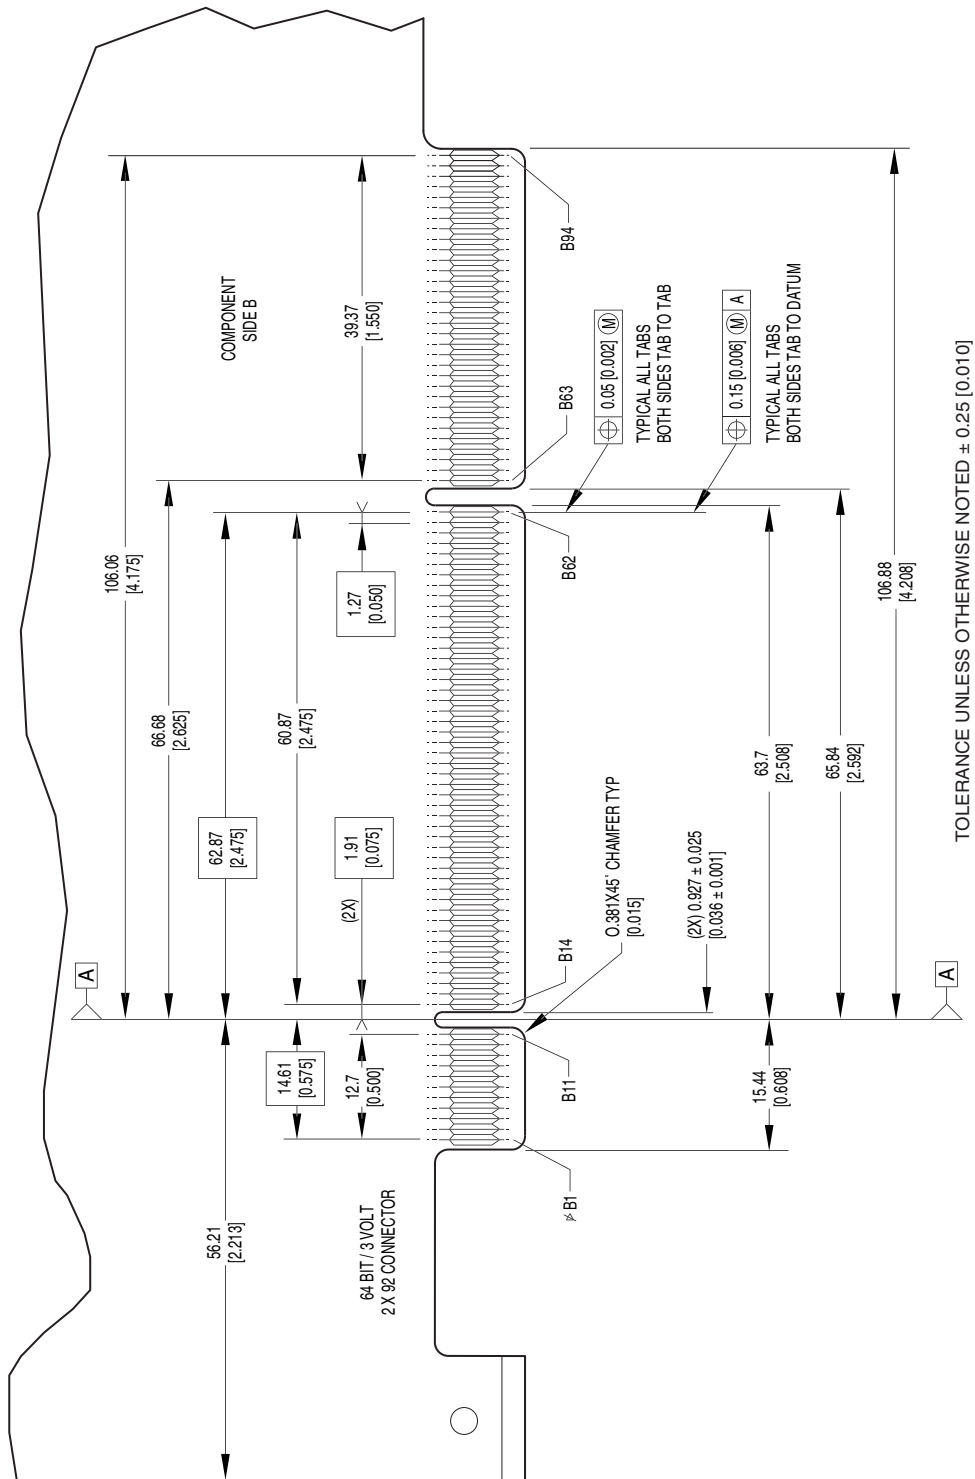 106.06
[4.175]
66.68
[2.625]
62.87
[2.475]
60.87
[2.475]
39.37
[1.550]
1.27
[0.050]
1.91
[0.075]
(2X)
COMPONENT
SIDE B
A
14.61
[0.575]
12.7
[0.500]
56.21
[2.213]
64 BIT / 3 VOLT
2 X 92 CONNECTOR
B1
B11
B14
B62
B63
B94
0.05 [0.002] M
TYPICAL ALL TABS
BOTH SIDES TAB TO TAB
0.15 [0.006] M A
TYPICAL ALL TABS
BOTH SIDES TAB TO DATUM
O.381X45' CHAMFER TYP
[0.015]
(2X) 0.927 ± 0.025
[0.036 ± 0.001]
15.44
[0.608]
63.7
[2.508]
65.84
[2.592]
106.88
[4.208]
A
TOLERANCE UNLESS OTHERWISE NOTED ± 0.25 [0.010]